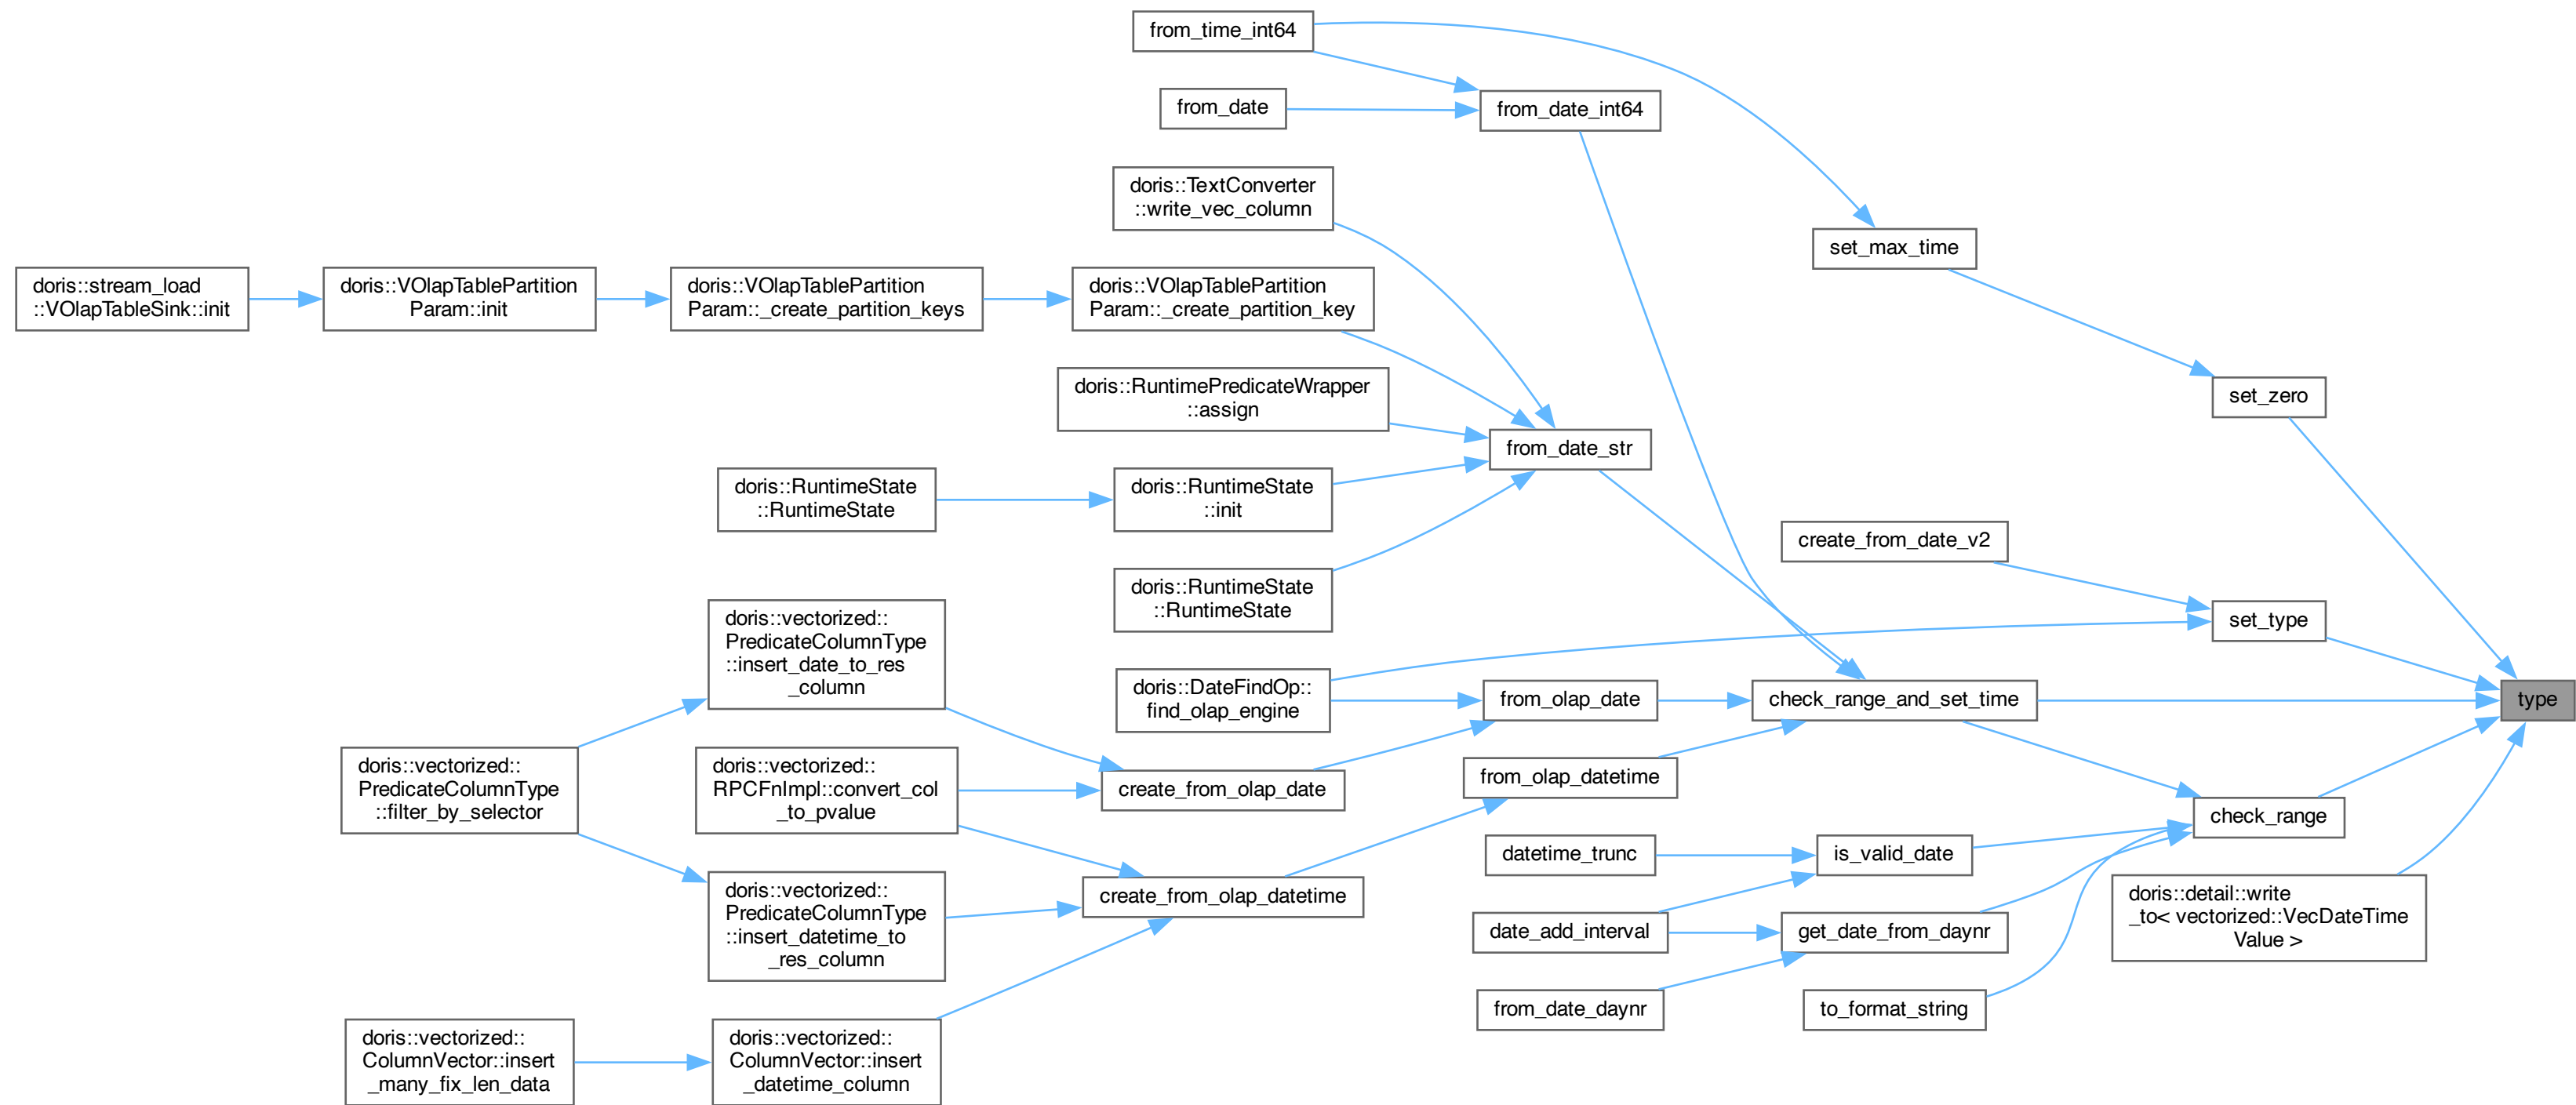 from_time_int64
from_date
from_date_int64
doris::TextConverter
::write_vec_column
set_max_time
doris::stream_load
::VOlapTableSink::init
doris::VOlapTablePartition
Param::init
doris::VOlapTablePartition
Param::_create_partition_keys
doris::VOlapTablePartition
Param::_create_partition_key
doris::RuntimePredicateWrapper
::assign
set_zero
from_date_str
doris::RuntimeState
::RuntimeState
doris::RuntimeState
::init
create_from_date_v2
doris::RuntimeState
::RuntimeState
set_type
doris::vectorized::
PredicateColumnType
::insert_date_to_res
_column
doris::DateFindOp::
find_olap_engine
from_olap_date
check_range_and_set_time
type
doris::vectorized::
PredicateColumnType
::filter_by_selector
doris::vectorized::
RPCFnImpl::convert_col
_to_pvalue
create_from_olap_date
from_olap_datetime
check_range
datetime_trunc
is_valid_date
doris::vectorized::
PredicateColumnType
::insert_datetime_to
_res_column
create_from_olap_datetime
doris::detail::write
_to< vectorized::VecDateTime
Value >
date_add_interval
get_date_from_daynr
from_date_daynr
to_format_string
doris::vectorized::
ColumnVector::insert
_many_fix_len_data
doris::vectorized::
ColumnVector::insert
_datetime_column